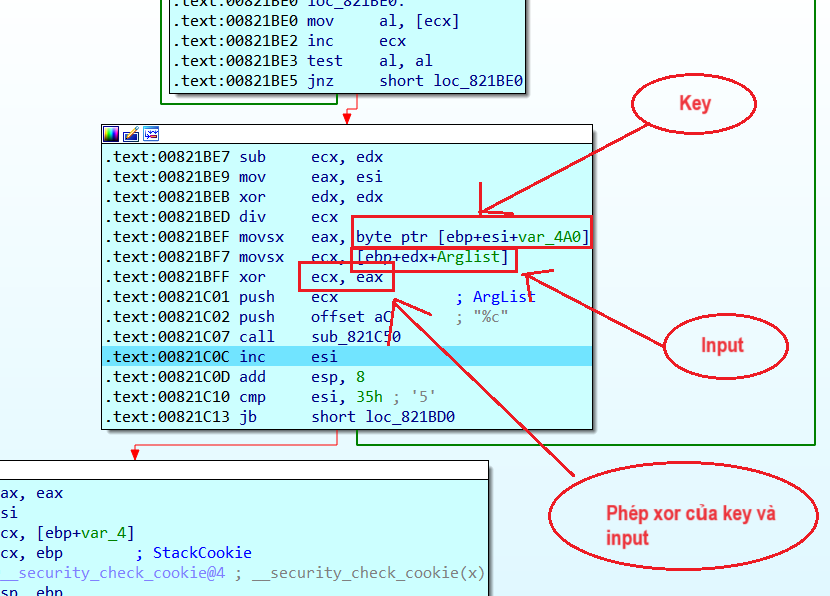 .text:00821BE0 loc_821BE0:
.text:00821BE0 mov al, [ecx]
.text:00821BE2 inc ecx
.text:00821BE3 test al, al
.text:00821BE5 jnz short loc_821BE0
Key
.text:00821BE7 sub ecx, edx
.text:00821BE9 mov eax, esi
.text:00821BEB xor edx, edx
.text:00821BED div ecx
.text:00821BEF movsx eax, byte ptr [ebp+esi+var_4A0]
.text:00821BF7 movsx ecx, [ebp+edx+Arglist]
.text:00821BFF xor ecx, eax
.text:00821C01 push ecx ; ArgList
.text:00821C02 push offset aC ; "%c"
.text:00821C07 call sub_821C50
.text:00821C0C inc esi
.text:00821C0D add esp, 8
.text:00821C10 cmp esi, 35h ; '5'
.text:00821C13 jb short loc_821BD0
Input
Phép xor của key và
input
ax, eax
si
cx, [ebp+var_4]
cx, ebp ; StackCookie
__security_check_cookie@4 ; __security_check_cookie(x)
sp, ebp